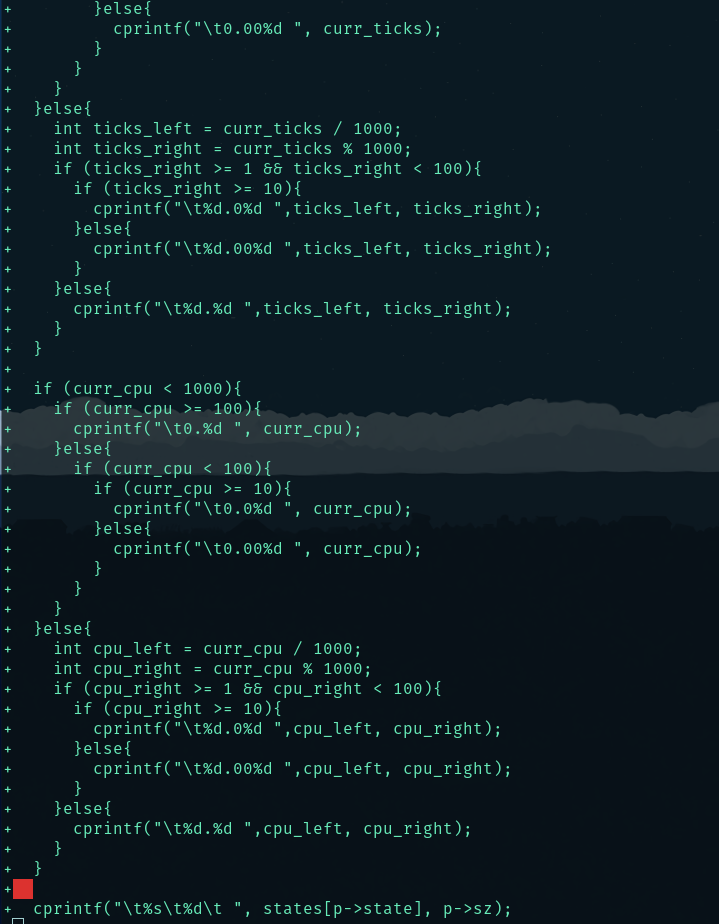 +        }else{
+          cprintf("\t0.00%d ", curr_ticks);
+        }
+      }
+    }
+  }else{
+    int ticks_left = curr_ticks / 1000;
+    int ticks_right = curr_ticks % 1000;
+    if (ticks_right >= 1 && ticks_right < 100){
+      if (ticks_right >= 10){
+        cprintf("\t%d.0%d ",ticks_left, ticks_right);
+      }else{
+        cprintf("\t%d.00%d ",ticks_left, ticks_right);
+      }
+    }else{
+      cprintf("\t%d.%d ",ticks_left, ticks_right);
+    }
+  }
+
+  if (curr_cpu < 1000){
+    if (curr_cpu >= 100){
+      cprintf("\t0.%d ", curr_cpu);
+    }else{
+      if (curr_cpu < 100){
+        if (curr_cpu >= 10){
+          cprintf("\t0.0%d ", curr_cpu);
+        }else{
+          cprintf("\t0.00%d ", curr_cpu);
+        }
+      }
+    }
+  }else{
+    int cpu_left = curr_cpu / 1000;
+    int cpu_right = curr_cpu % 1000;
+    if (cpu_right >= 1 && cpu_right < 100){
+      if (cpu_right >= 10){
+        cprintf("\t%d.0%d ",cpu_left, cpu_right);
+      }else{
+        cprintf("\t%d.00%d ",cpu_left, cpu_right);
+      }
+    }else{
+      cprintf("\t%d.%d ",cpu_left, cpu_right);
+    }
+  }
+
+  cprintf("\t%s\t%d\t ", states[p->state], p->sz);